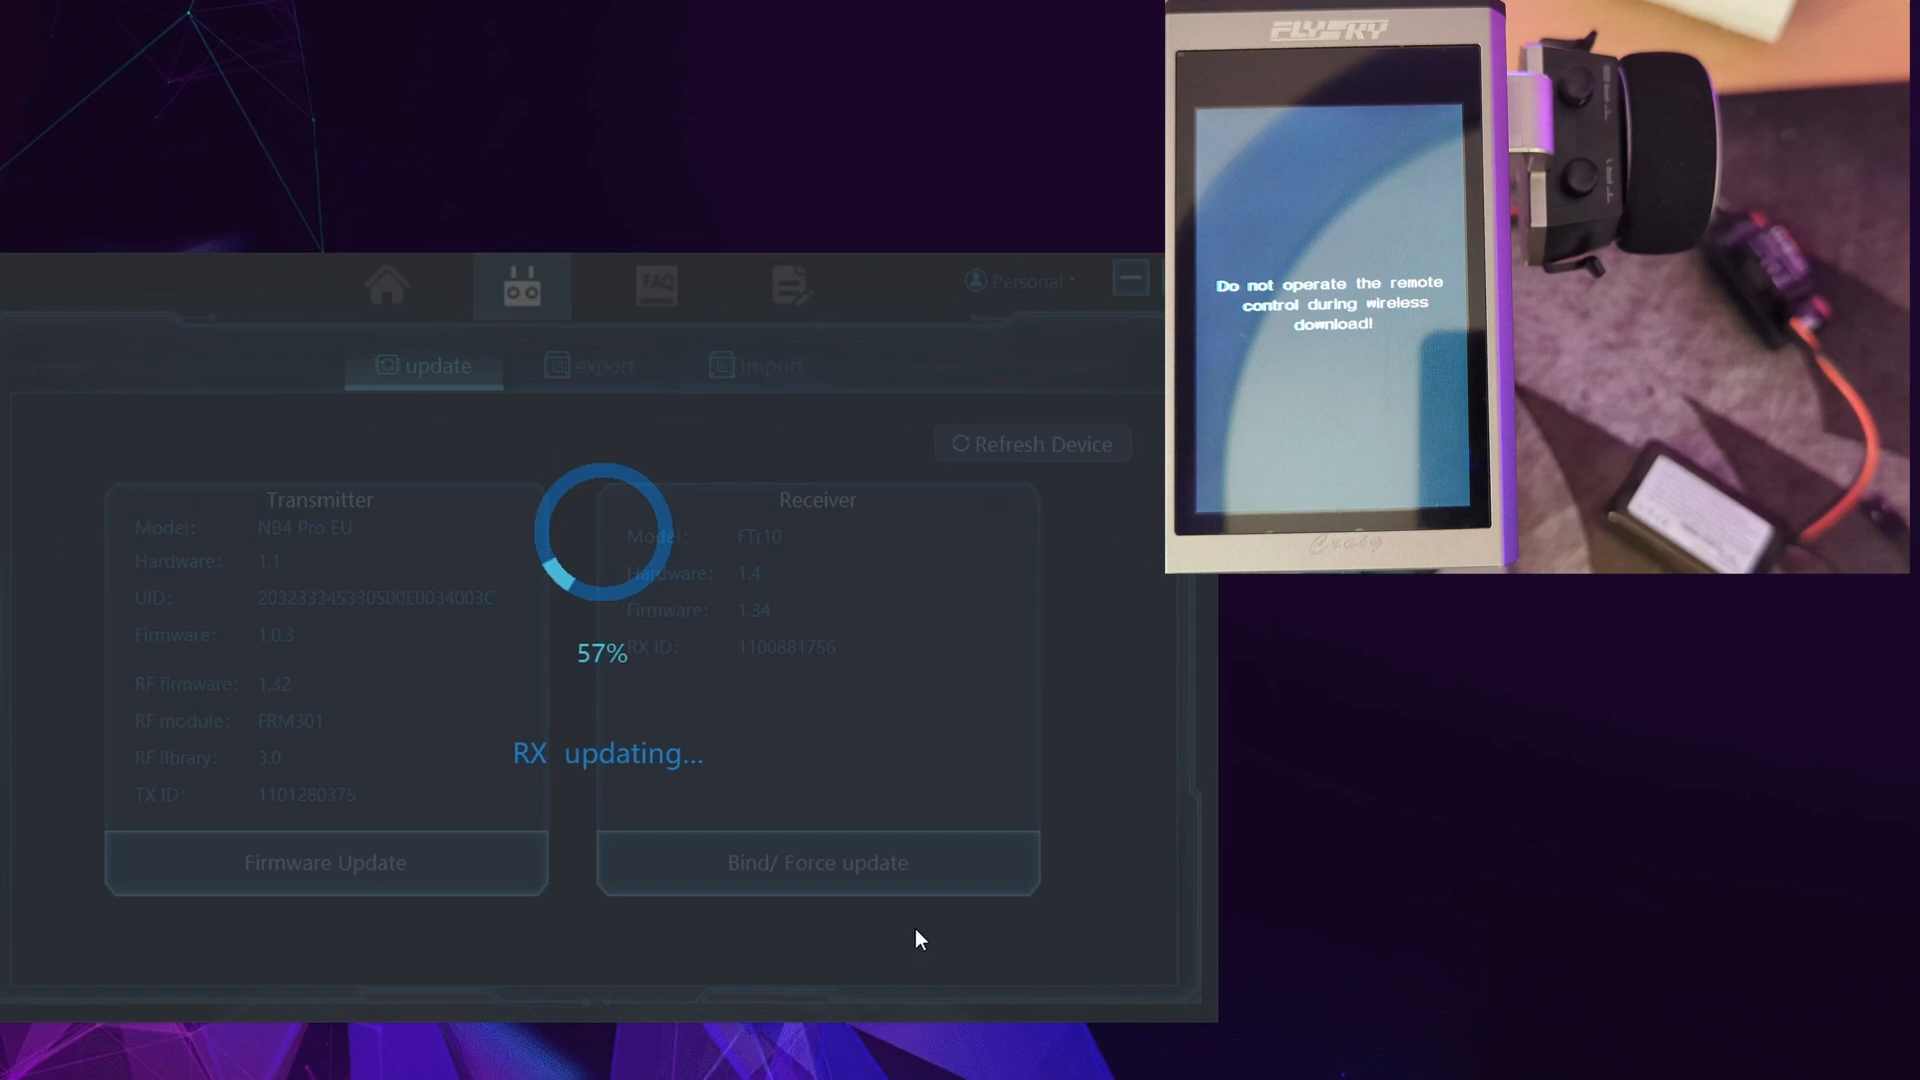 FLYSKY
Do not operate the remote
control during wireless
download!
Personal
update
export
Import
Refresh Device
Transmitter
Model: NB4 Pro EU
Hardware: 1.1
UID: 203233345330500E0034003C
Firmware: 1.0.3
RF firmware: 1.32
RF module: FRM301
RF library: 3.0
TX ID: 1101280375
Firmware Update
Receiver
Model: FTr10
Hardware: 1.4
Firmware: 1.34
RX ID: 1100881756
Bind/ Force update
57%
RX updating...
FAQ